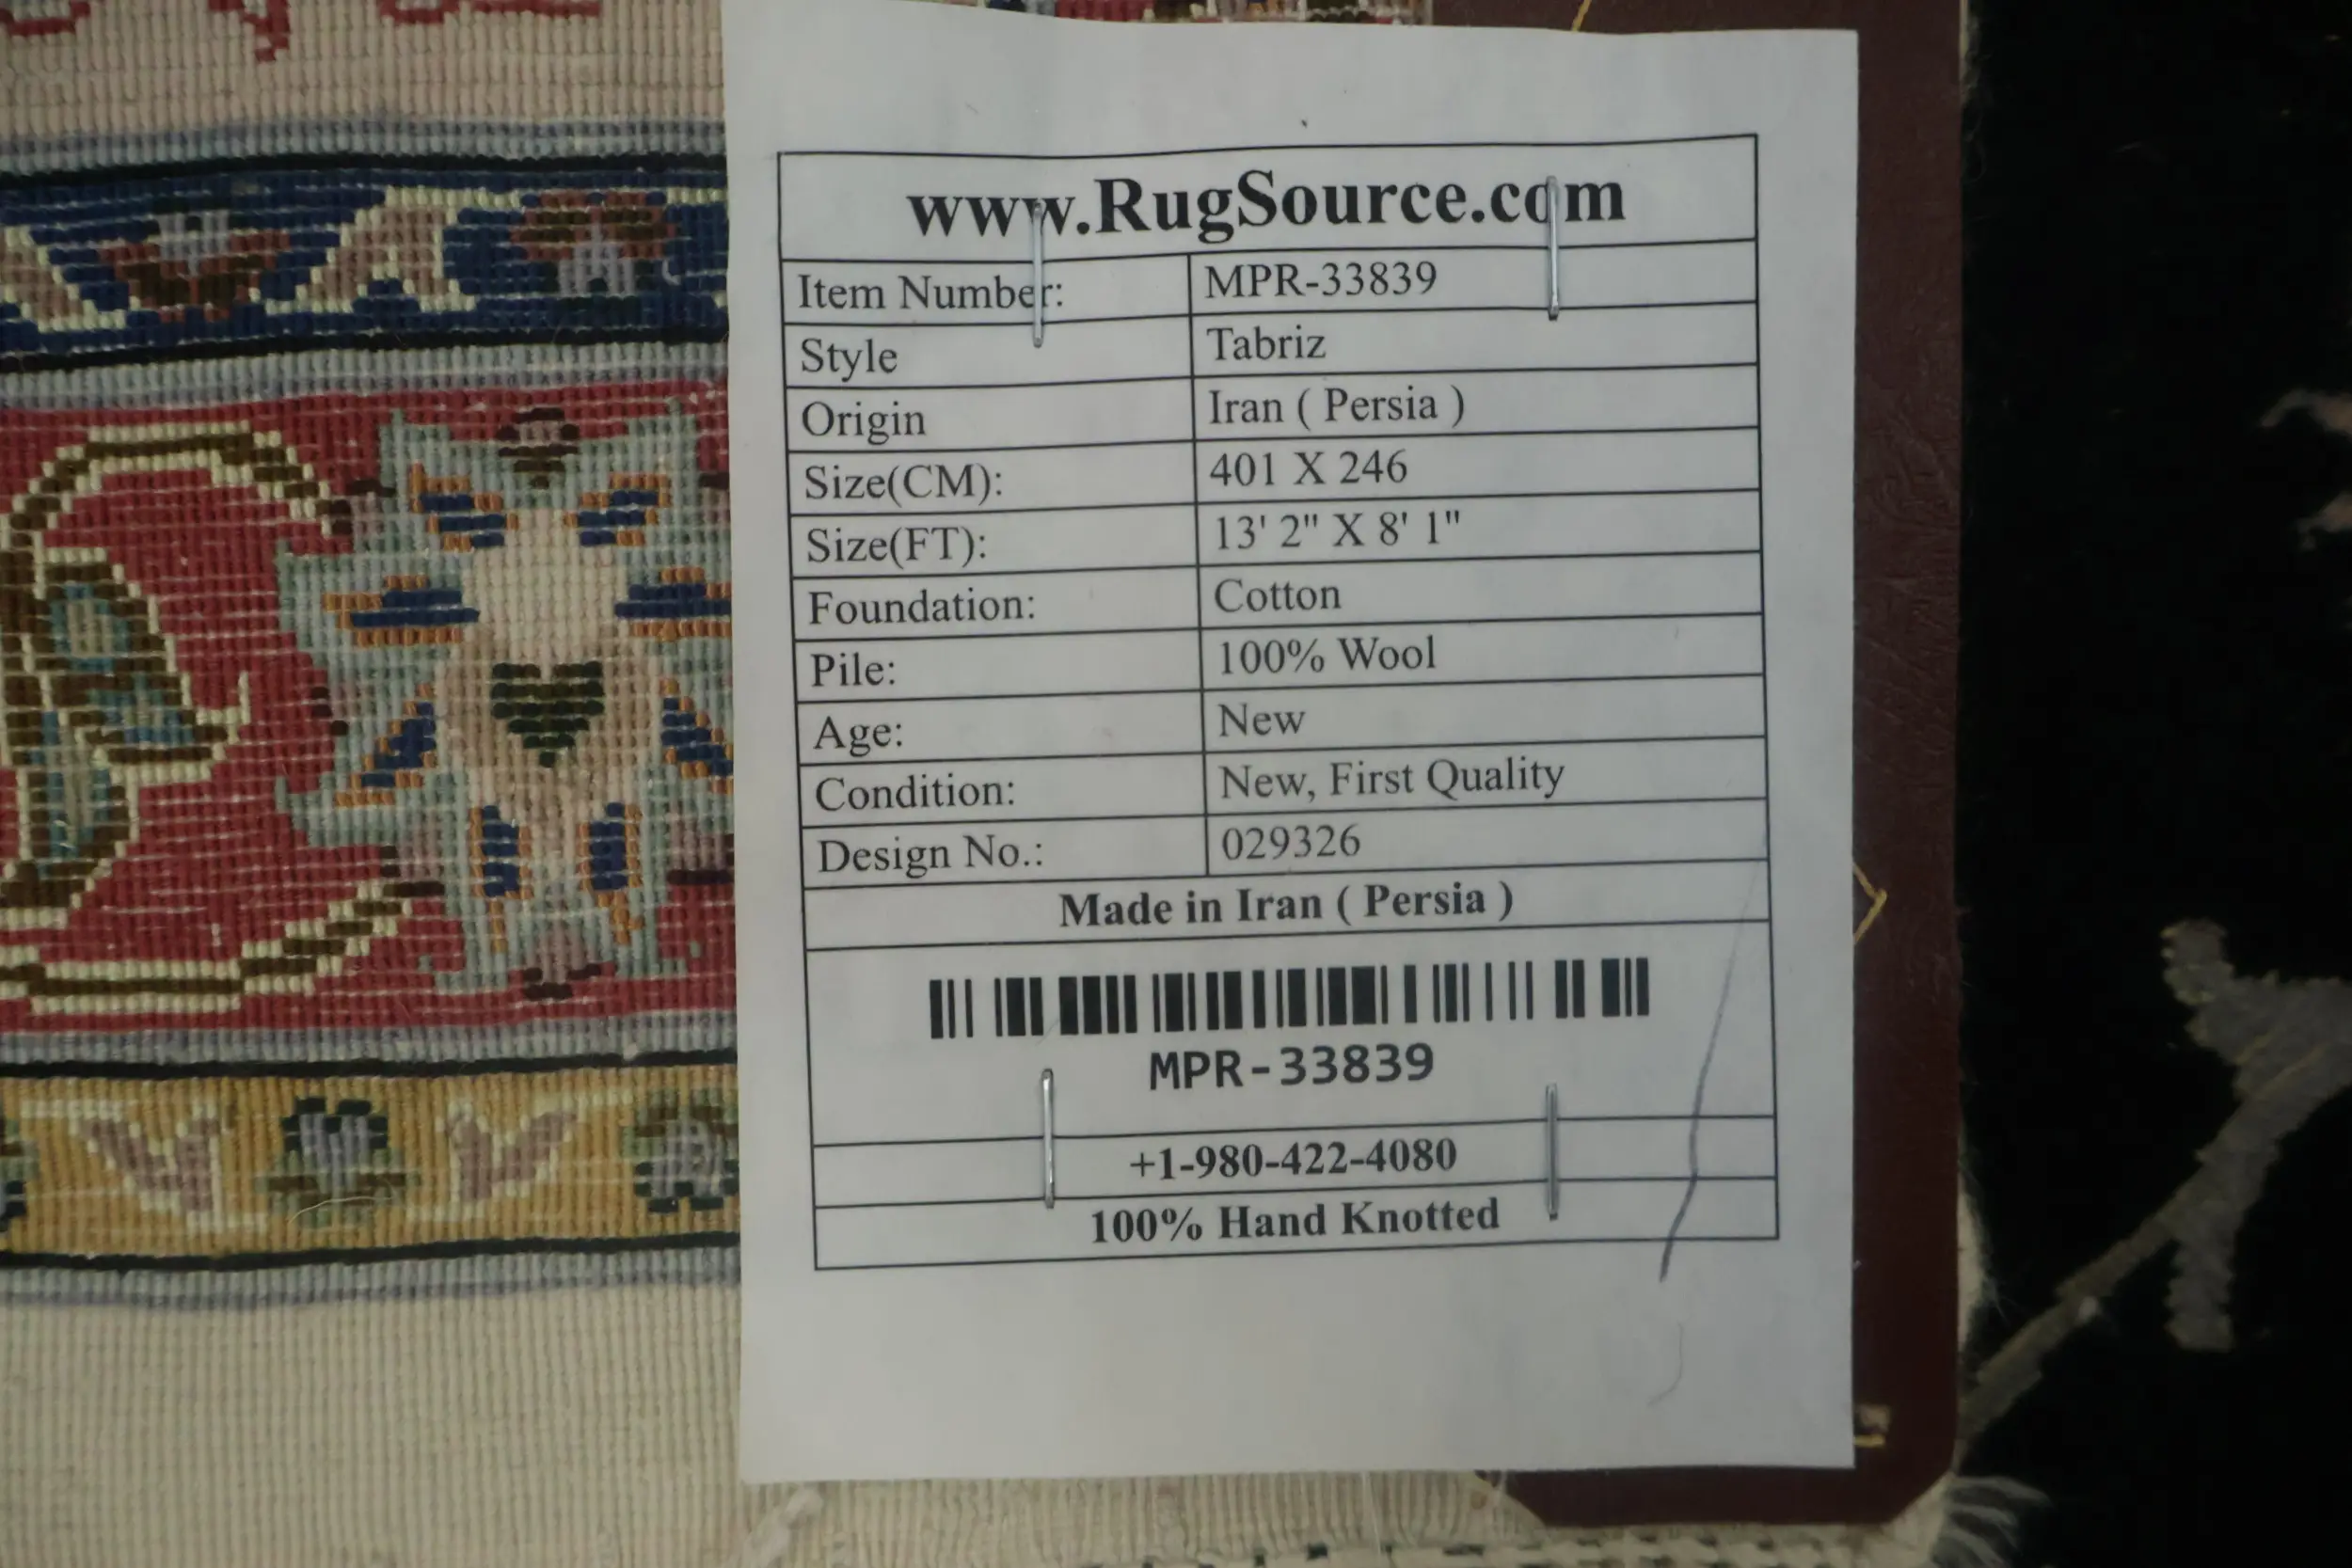 www.RugSource.com
Item Number: MPR-33839
Style Tabriz
Origin Iran ( Persia )
Size(CM): 401 X 246
Size(FT): 13' 2" X 8' 1"
Foundation: Cotton
Pile: 100% Wool
Age: New
Condition: New, First Quality
Design No.: 029326
Made in Iran ( Persia )
MPR-33839
+1-980-422-4080
100% Hand Knotted